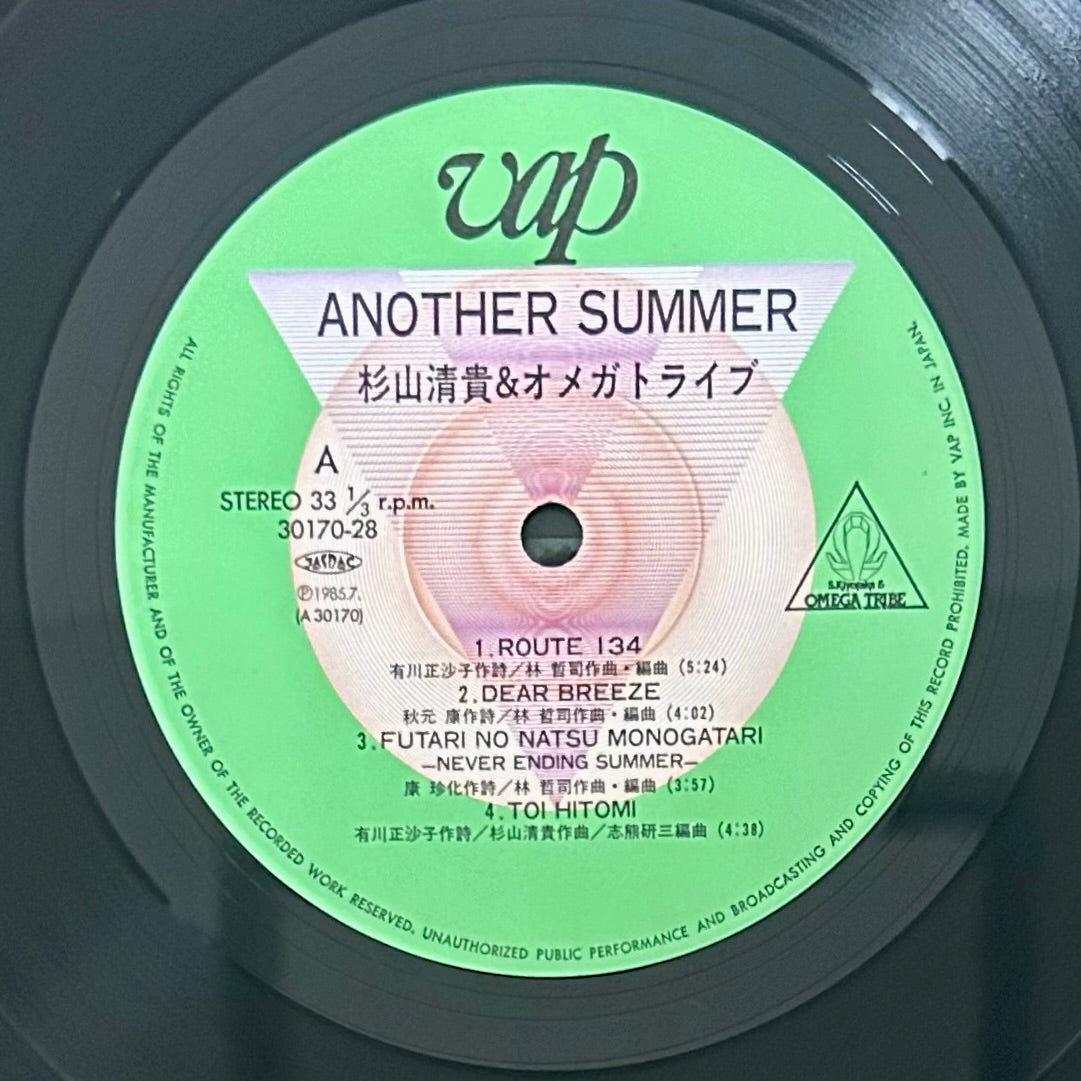 vap
ANOTHER SUMMER
杉山清貴&オメガトライブ
A
STEREO 33 1/3 r.p.m.
30170-28
JASRAC
Ⓟ1985.7.
(A 30170)
S.Kiyotaka &
OMEGA TRIBE
1.ROUTE 134
有川正沙子作詩/林 哲司作曲・編曲 (5:24)
2.DEAR BREEZE
秋元 康作詩/林 哲司作曲・編曲 (4:02)
3.FUTARI NO NATSU MONOGATARI
—NEVER ENDING SUMMER—
康 珍化作詩/林 哲司作曲・編曲 (3:57)
4.TOI HITOMI
有川正沙子作詩/杉山清貴作曲/志熊研三編曲 (4:38)
ALL RIGHTS OF THE MANUFACTURER AND OF THE OWNER OF THE RECORDED WORK RESERVED. UNAUTHORIZED PUBLIC PERFORMANCE AND BROADCASTING AND COPYING OF THIS RECORD PROHIBITED. MADE BY VAP INC. IN JAPAN.